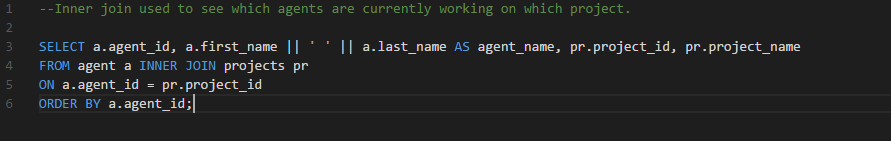 1 --Inner join used to see which agents are currently working on which project.
2
3 SELECT a.agent_id, a.first_name || ' ' || a.last_name AS agent_name, pr.project_id, pr.project_name
4 FROM agent a INNER JOIN projects pr
5 ON a.agent_id = pr.project_id
6 ORDER BY a.agent_id;